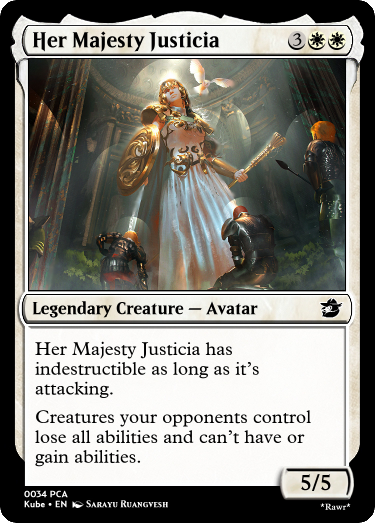 Her Majesty Justicia 3
Legendary Creature — Avatar
Her Majesty Justicia has
indestructible as long as it's
attacking.
Creatures your opponents control
lose all abilities and can't have or
gain abilities.
5/5
0034 PCA
Kube • EN Sarayu Ruangvesh
*Rawr*